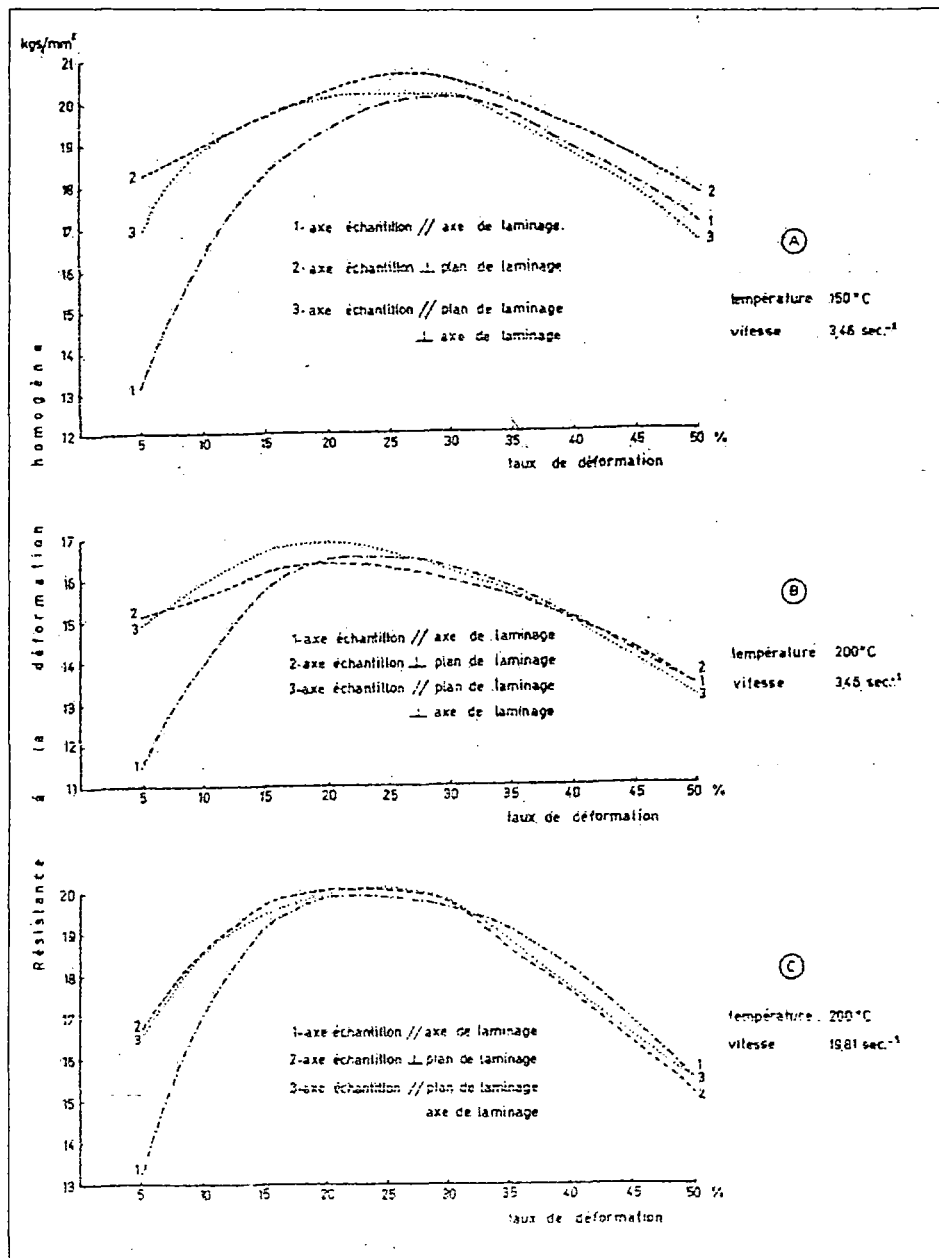 kgs/mm²
21
20
19
18
17
16
15
14
13
12
5 10 15 20 25 30 35 40 45 50 %
taux de déformation
2
3
1
2
1
3
1- axe échantillon // axe de laminage.
2- axe échantillon ⊥ plan de laminage
3- axe échantillon // plan de laminage
⊥ axe de laminage
A
température 150°C
vitesse 3,46 sec.-1
Résistance à la déformation homogène
17
16
15
14
13
12
11
5 10 15 20 25 30 35 40 45 50 %
taux de déformation
2
3
1
2
1
3
1-axe échantillon // axe de laminage
2-axe échantillon ⊥ plan de laminage
3-axe échantillon // plan de laminage
⊥ axe de laminage
B
température 200°C
vitesse 3,46 sec.-1
20
19
18
17
16
15
14
13
5 10 15 20 25 30 35 40 45 50 %
taux de déformation
2
3
1
1
3
2
1-axe échantillon // axe de laminage
2-axe échantillon ⊥ plan de laminage
3-axe échantillon // plan de laminage
axe de laminage
C
température 200°C
vitesse 19,81 sec.-1